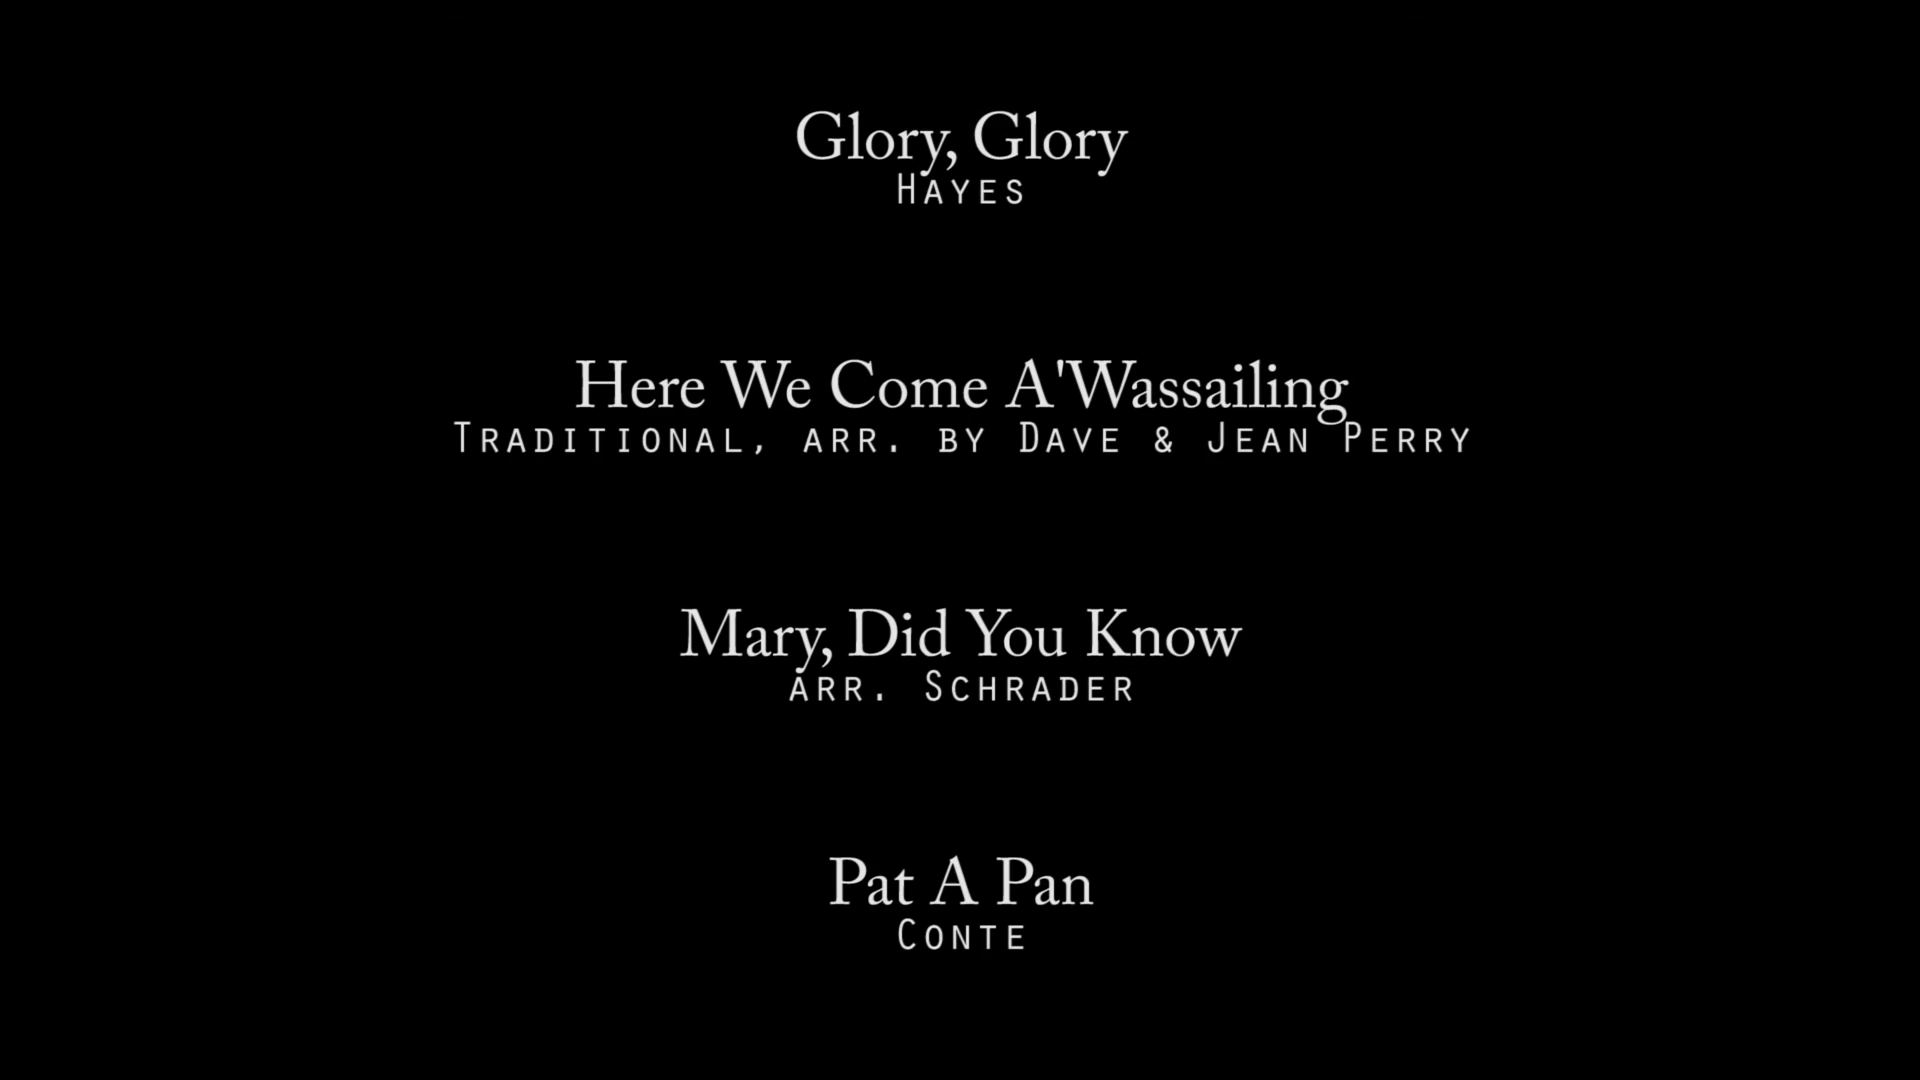 Glory, Glory
Hayes
Here We Come A'Wassailing
Traditional, arr. by Dave & Jean Perry
Mary, Did You Know
arr. Schrader
Pat A Pan
Conte